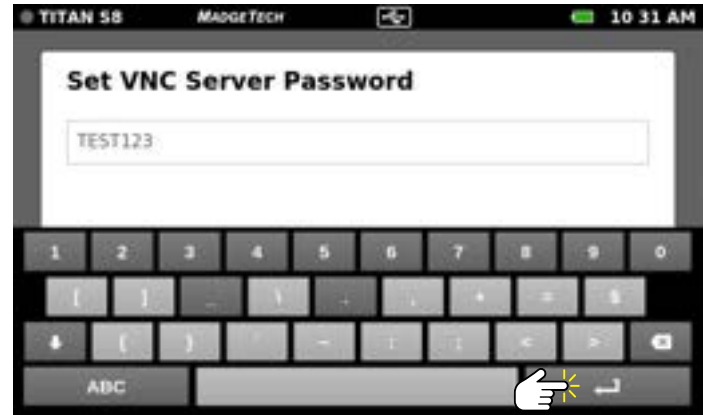 TITAN S8 MADGETECH 10 31 AM
Set VNC Server Password
TEST123
1 2 3 4 5 6 7 8 9 0
[ ] _ \ . , + = $
( ) ~ : ; < >
ABC